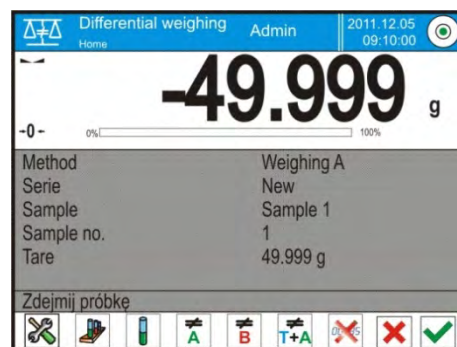 Differential weighing Admin 2011.12.05
Home 09:10:00
-49.999 g
-0- 0% 100%
Method Weighing A
Serie New
Sample Sample 1
Sample no. 1
Tare 49.999 g
Zdejmij próbkę
A B T+A